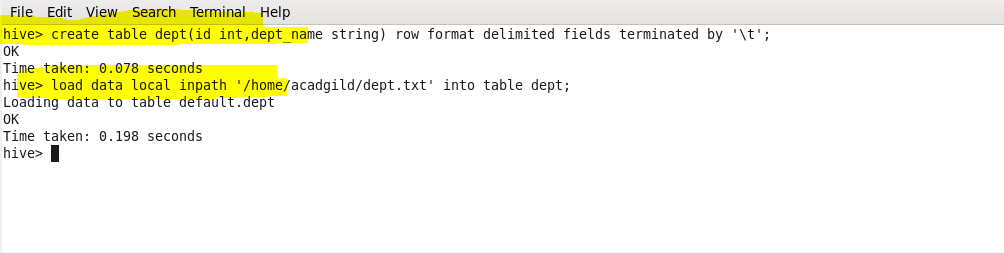 File Edit View Search Terminal Help
hive> create table dept(id int,dept_name string) row format delimited fields terminated by '\t';
OK
Time taken: 0.078 seconds
hive> load data local inpath '/home/acadgild/dept.txt' into table dept;
Loading data to table default.dept
OK
Time taken: 0.198 seconds
hive>